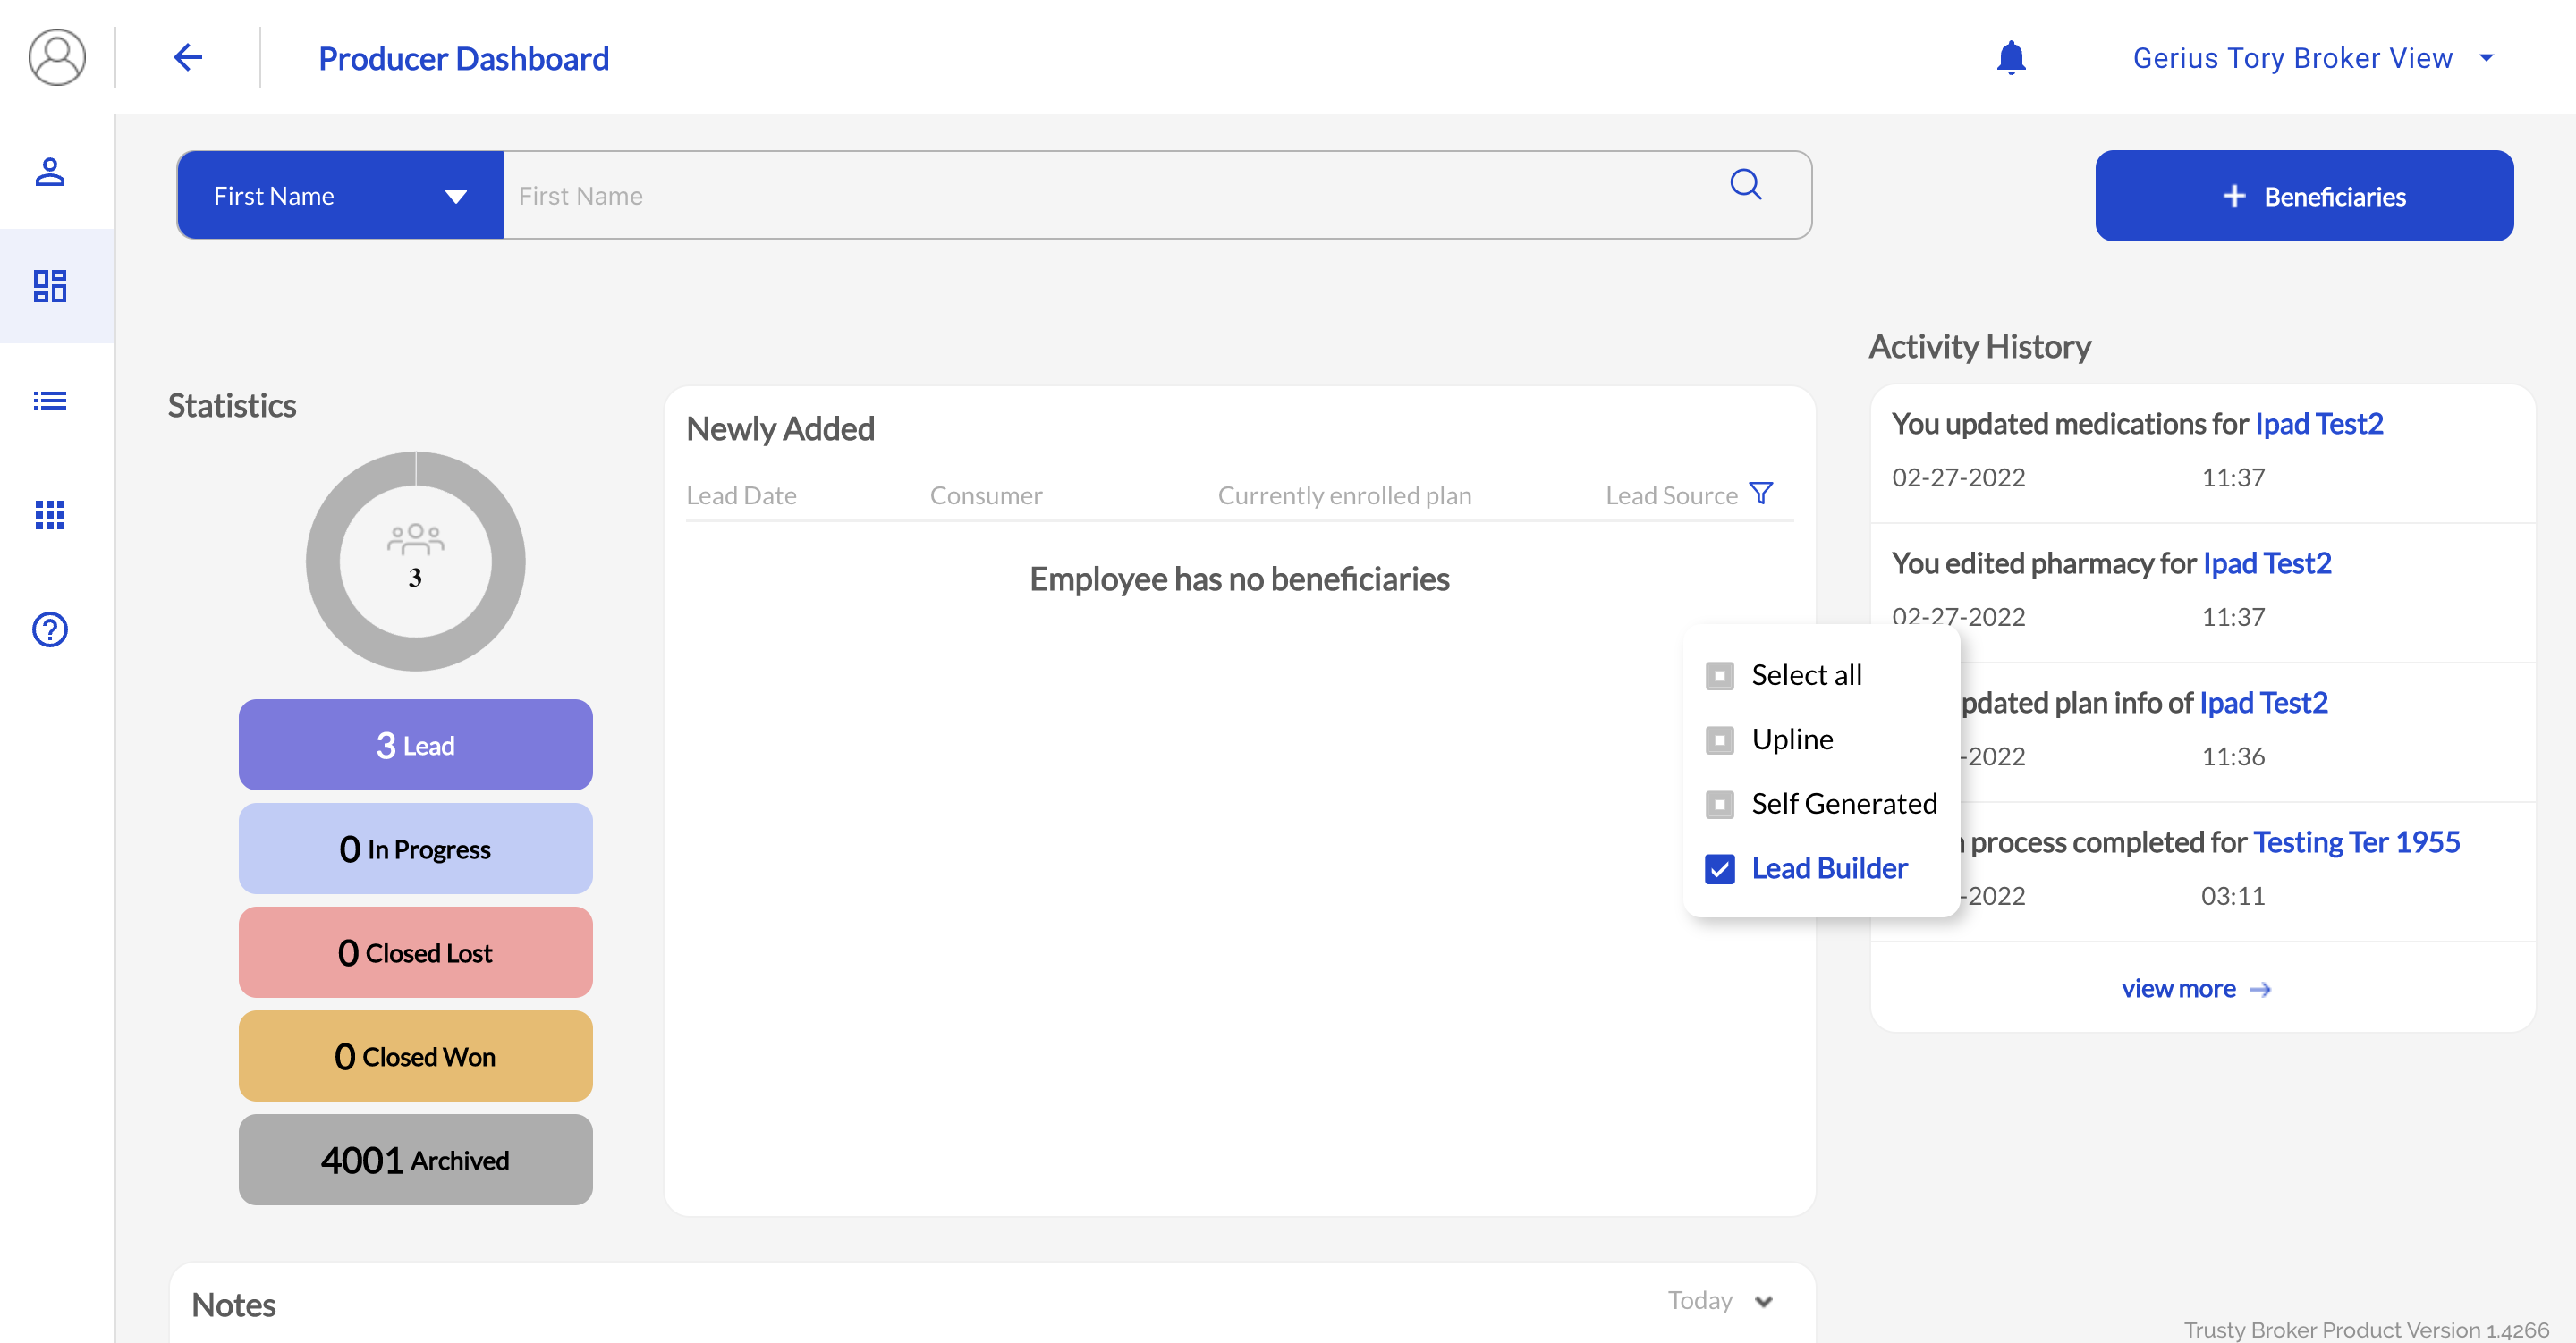 Producer Dashboard
Gerius Tory Broker View
First Name
First Name
+ Beneficiaries
Statistics
3
3 Lead
0 In Progress
0 Closed Lost
0 Closed Won
4001 Archived
Newly Added
Lead Date Consumer Currently enrolled plan Lead Source
Employee has no beneficiaries
Select all
Upline
Self Generated
Lead Builder
Activity History
You updated medications for Ipad Test2
02-27-2022 11:37
You edited pharmacy for Ipad Test2
02-27-2022 11:37
pdated plan info of Ipad Test2
-2022 11:36
process completed for Testing Ter 1955
-2022 03:11
view more
Notes
Today
Trusty Broker Product Version 1.4266